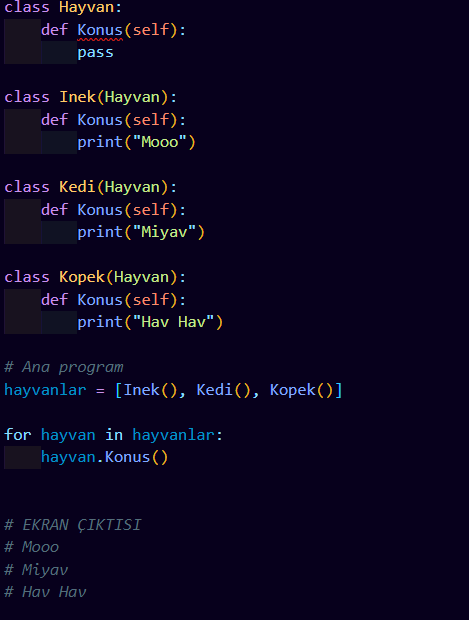 class Hayvan:
    def Konus(self):
        pass
class Inek(Hayvan):
    def Konus(self):
        print("Mooo")
class Kedi(Hayvan):
    def Konus(self):
        print("Miyav")
class Kopek(Hayvan):
    def Konus(self):
        print("Hav Hav")
# Ana program
hayvanlar = [Inek(), Kedi(), Kopek()]
for hayvan in hayvanlar:
    hayvan.Konus()
# EKRAN ÇIKTISI
# Mooo
# Miyav
# Hav Hav